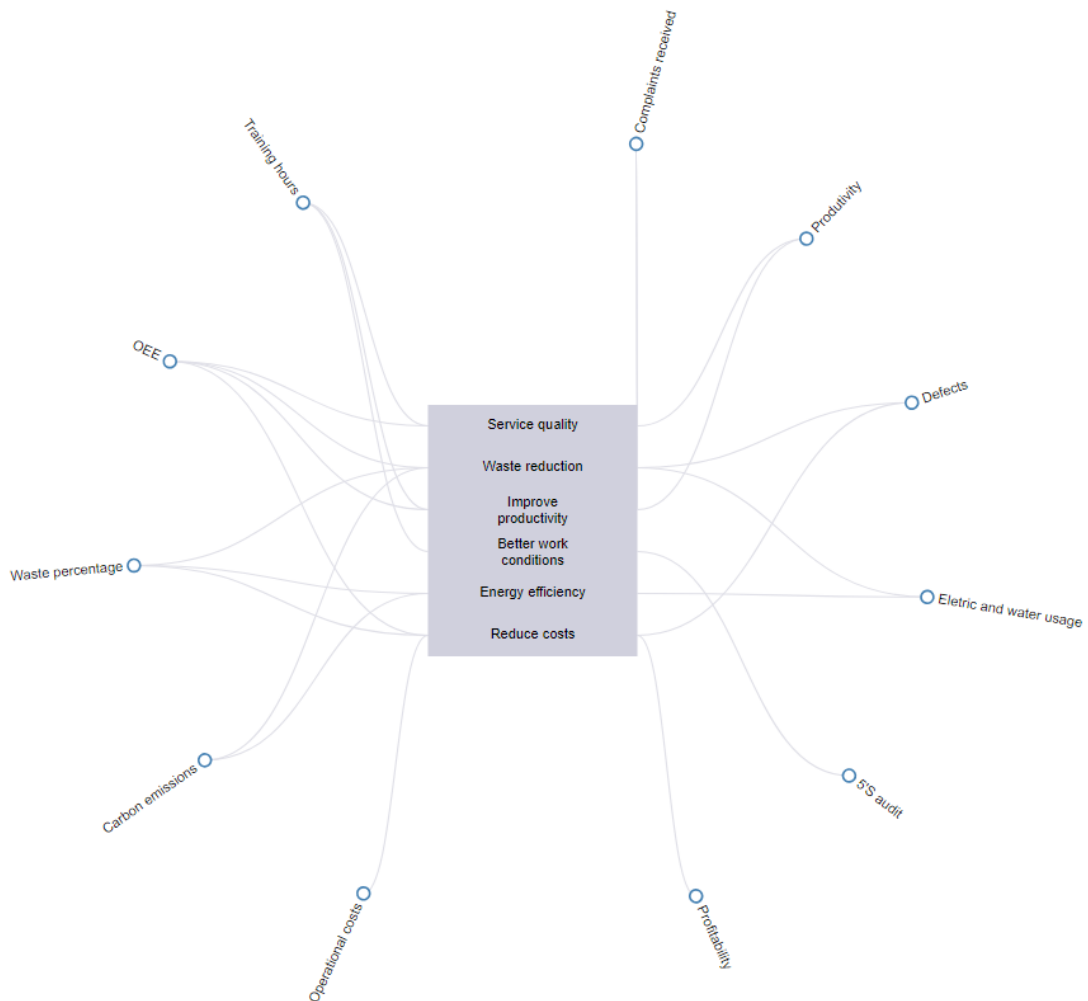 Complaints received
Training hours
Produtivity
OEE
Defects
Service quality
Waste reduction
Improve
productivity
Better work
conditions
Energy efficiency
Reduce costs
Waste percentage
Eletric and water usage
Carbon emissions
5'S audit
Operational costs
Profitability